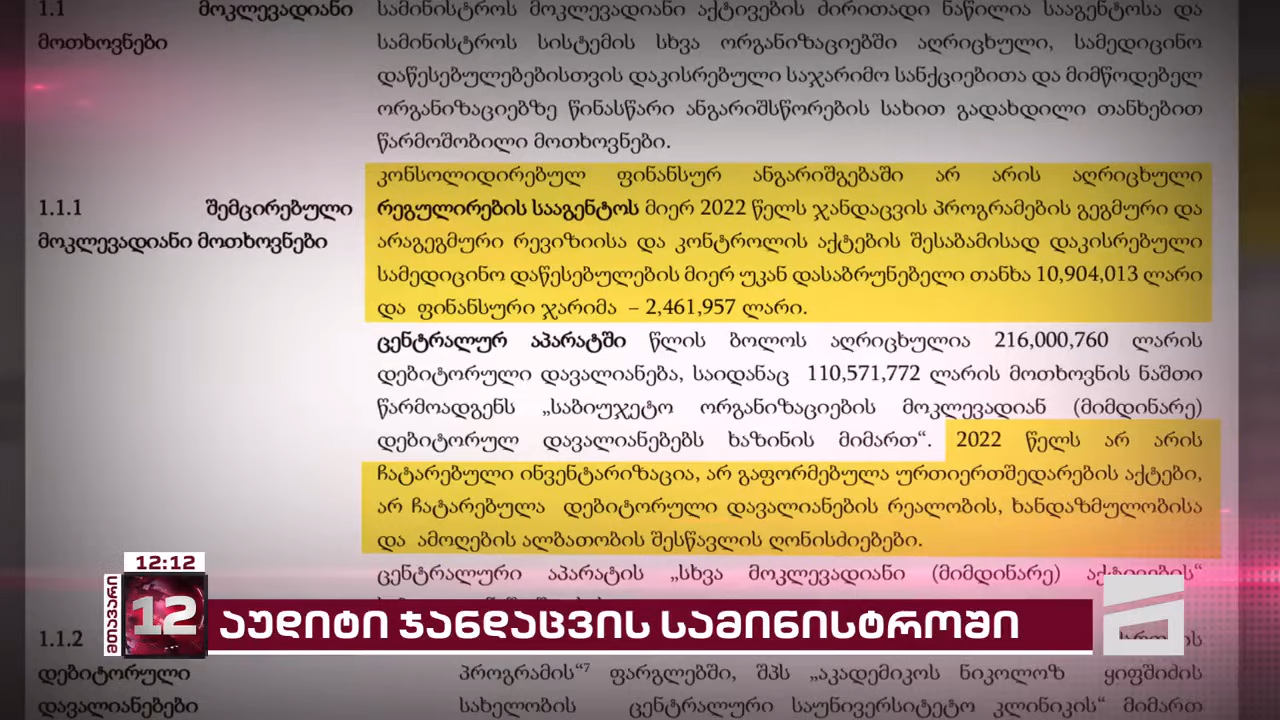 1.1 მოკლევადიანი მოთხოვნები
სამინისტროს მოკლევადიანი აქტივების ძირითადი ნაწილია სააგენტოსა და
სამინისტროს სისტემის სხვა ორგანიზაციებში აღრიცხული, სამედიცინო
დაწესებულებებისთვის დაკისრებული საჯარიმო სანქციებითა და მიმწოდებელ
ორგანიზაციებზე წინასწარი ანგარიშსწორების სახით გადახდილი თანხებით
წარმოშობილი მოთხოვნები.
1.1.1 შემცირებული
მოკლევადიანი მოთხოვნები
კონსოლიდირებულ ფინანსურ ანგარიშგებაში არ არის აღრიცხული
რეგულირების სააგენტოს მიერ 2022 წელს ჯანდაცვის პროგრამების გეგმური და
არაგეგმური რევიზიისა და კონტროლის აქტების შესაბამისად დაკისრებული
სამედიცინო დაწესებულების მიერ უკან დასაბრუნებელი თანხა 10,904,013 ლარი
და ფინანსური ჯარიმა – 2,461,957 ლარი.
ცენტრალურ აპარატში წლის ბოლოს აღრიცხულია 216,000,760 ლარის
დებიტორული დავალიანება, საიდანაც 110,571,772 ლარის მოთხოვნის ნაშთი
წარმოადგენს „საბიუჯეტო ორგანიზაციების მოკლევადიან (მიმდინარე)
დებიტორულ დავალიანებებს ხაზინის მიმართ“. 2022 წელს არ არის
ჩატარებული ინვენტარიზაცია, არ გაფორმებულა ურთიერთშედარების აქტები,
არ ჩატარებულა დებიტორული დავალიანების რეალობის, ხანდაზმულობისა
და ამოღების ალბათობის შესწავლის ღონისძიებები.
ცენტრალური აპარატის „სხვა მოკლევადიანი (მიმდინარე) აქტივების“
1.1.2
დებიტორული
დავალიანებები
პროგრამის“⁷ ფარგლებში, შპს „აკადემიკოს ნიკოლოზ ყიფშიძის
სახელობის ცენტრალური საუნივერსიტეტო კლინიკის“ მიმართ
12:12
მთავარი
12
აუდიტი ჯანდაცვის სამინისტროში